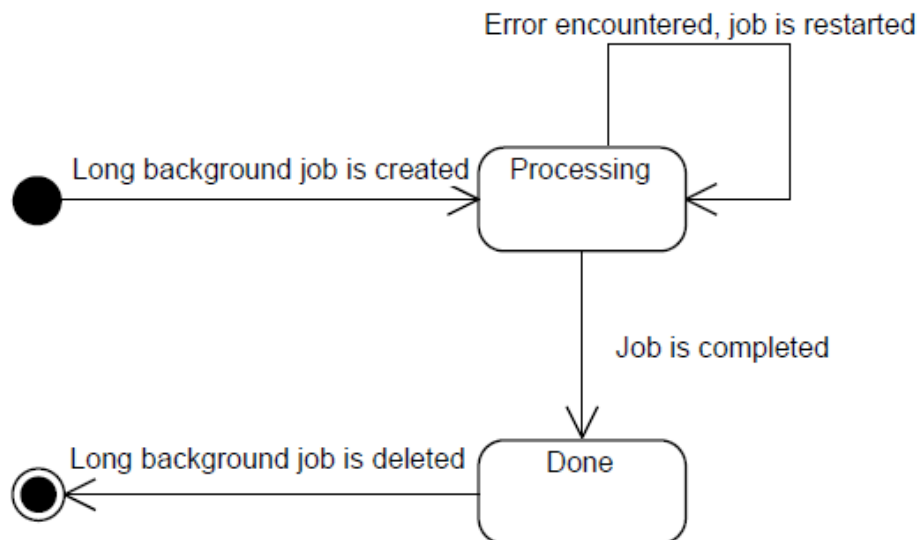 Error encountered, job is restarted
Long background job is created
Processing
Job is completed
Long background job is deleted
Done